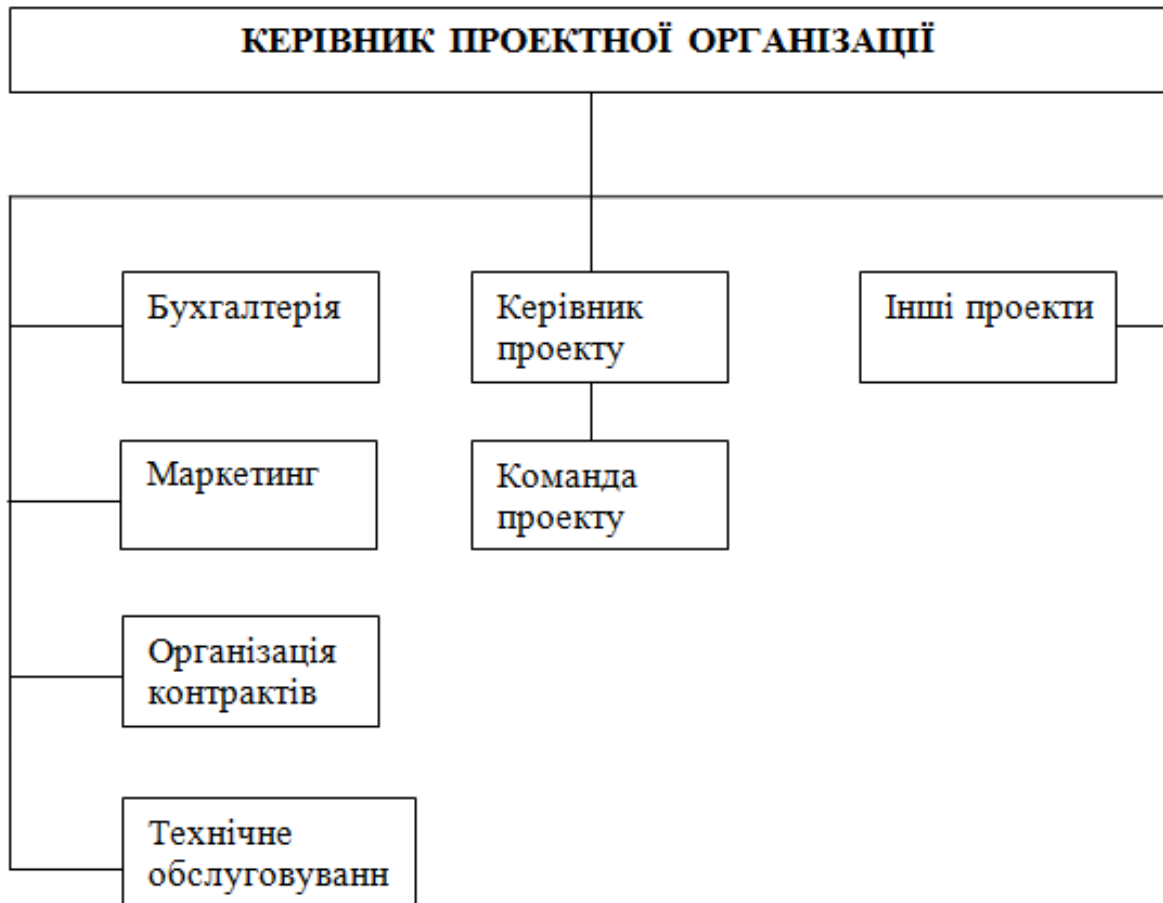 КЕРІВНИК ПРОЕКТНОЇ ОРГАНІЗАЦІЇ
Бухгалтерія
Керівник
проекту
Інші проекти
Маркетинг
Команда
проекту
Організація
контрактів
Технічне
обслуговуванн